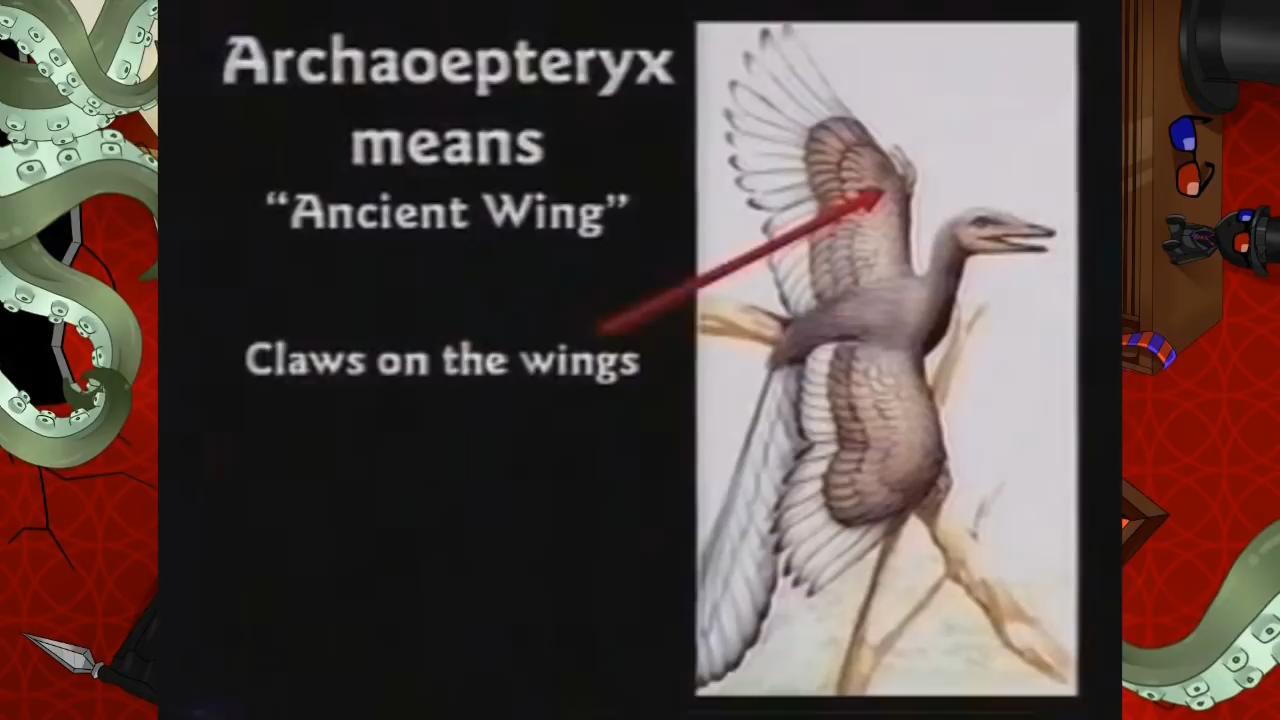 Archaoepteryx
means
“Ancient Wing”
Claws on the wings